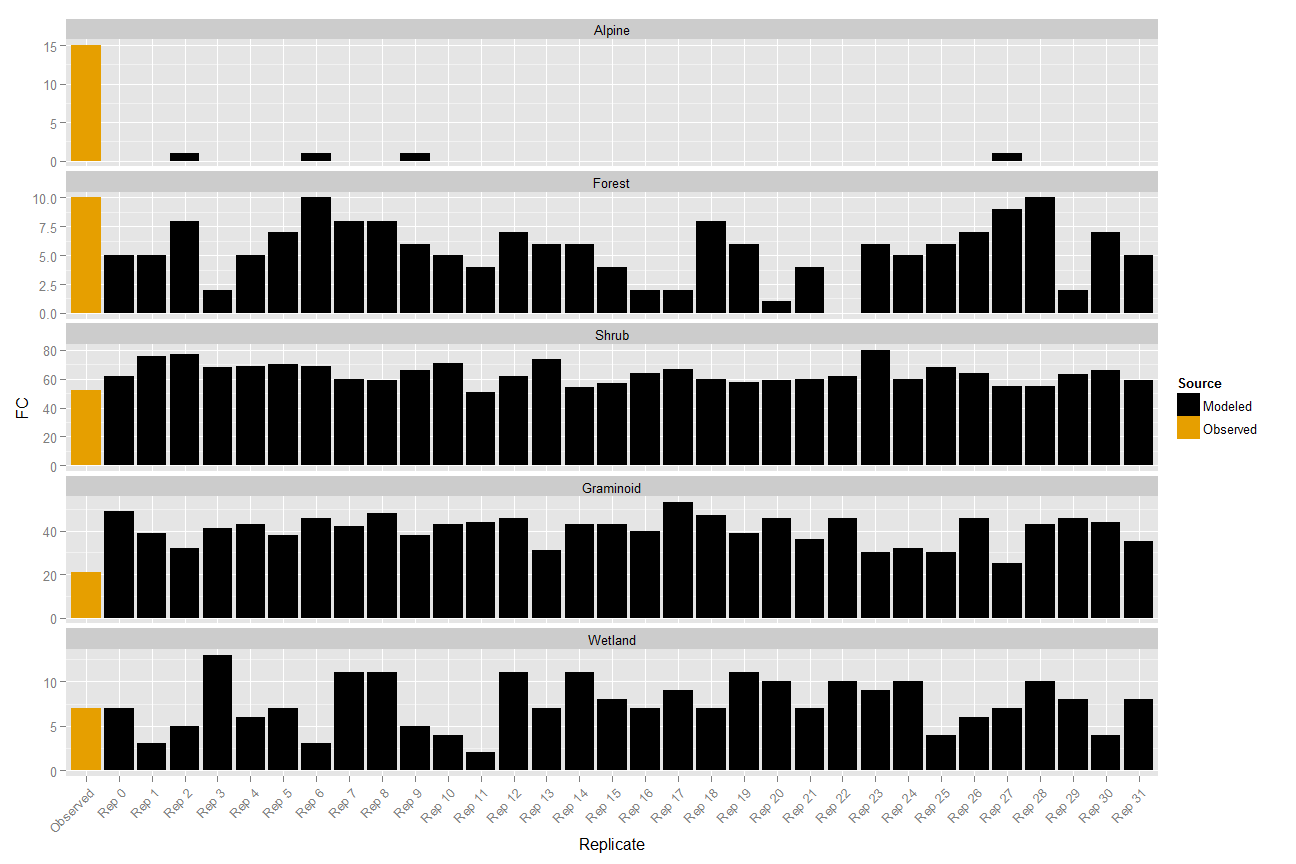 Alpine
15
10
5
0
Forest
10.0
7.5
5.0
2.5
0.0
Shrub
80
60
40
20
0
Graminoid
40
20
0
Wetland
10
5
0
FC
Observed
Rep 0
Rep 1
Rep 2
Rep 3
Rep 4
Rep 5
Rep 6
Rep 7
Rep 8
Rep 9
Rep 10
Rep 11
Rep 12
Rep 13
Rep 14
Rep 15
Rep 16
Rep 17
Rep 18
Rep 19
Rep 20
Rep 21
Rep 22
Rep 23
Rep 24
Rep 25
Rep 26
Rep 27
Rep 28
Rep 29
Rep 30
Rep 31
Replicate
Source
Modeled
Observed